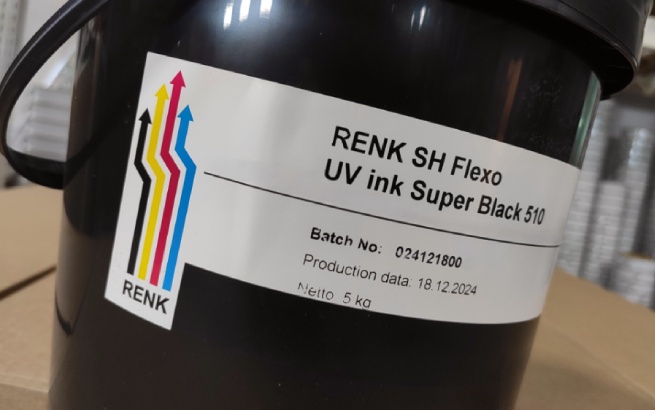 RENK SH Flexo
UV ink Super Black 510
Batch No: 024121800
Production data: 18.12.2024
Netto 5 kg
RENK